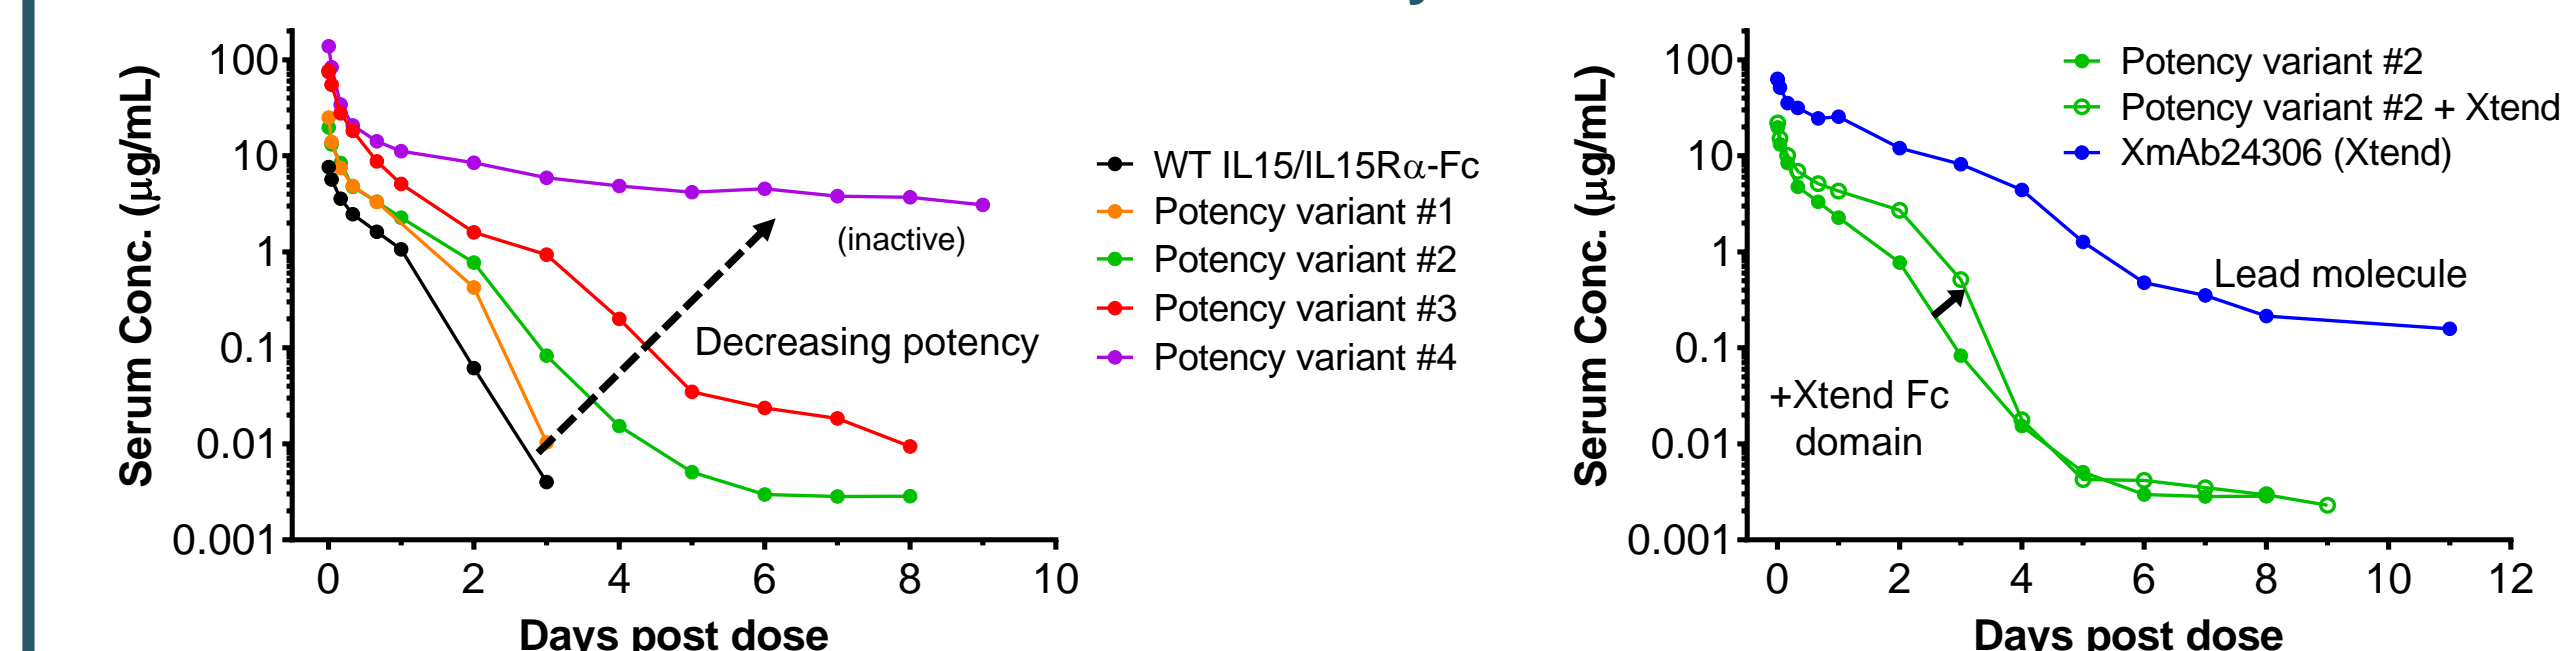 Serum Conc. (µg/mL)
100
10
1
0.1
0.01
0.001
0 2 4 6 8 10
Days post dose
(inactive)
Decreasing potency
WT IL15/IL15Rα-Fc
Potency variant #1
Potency variant #2
Potency variant #3
Potency variant #4
Serum Conc. (µg/mL)
100
10
1
0.1
0.01
0.001
0 2 4 6 8 10 12
Days post dose
Potency variant #2
Potency variant #2 + Xtend
XmAb24306 (Xtend)
Lead molecule
+Xtend Fc
domain